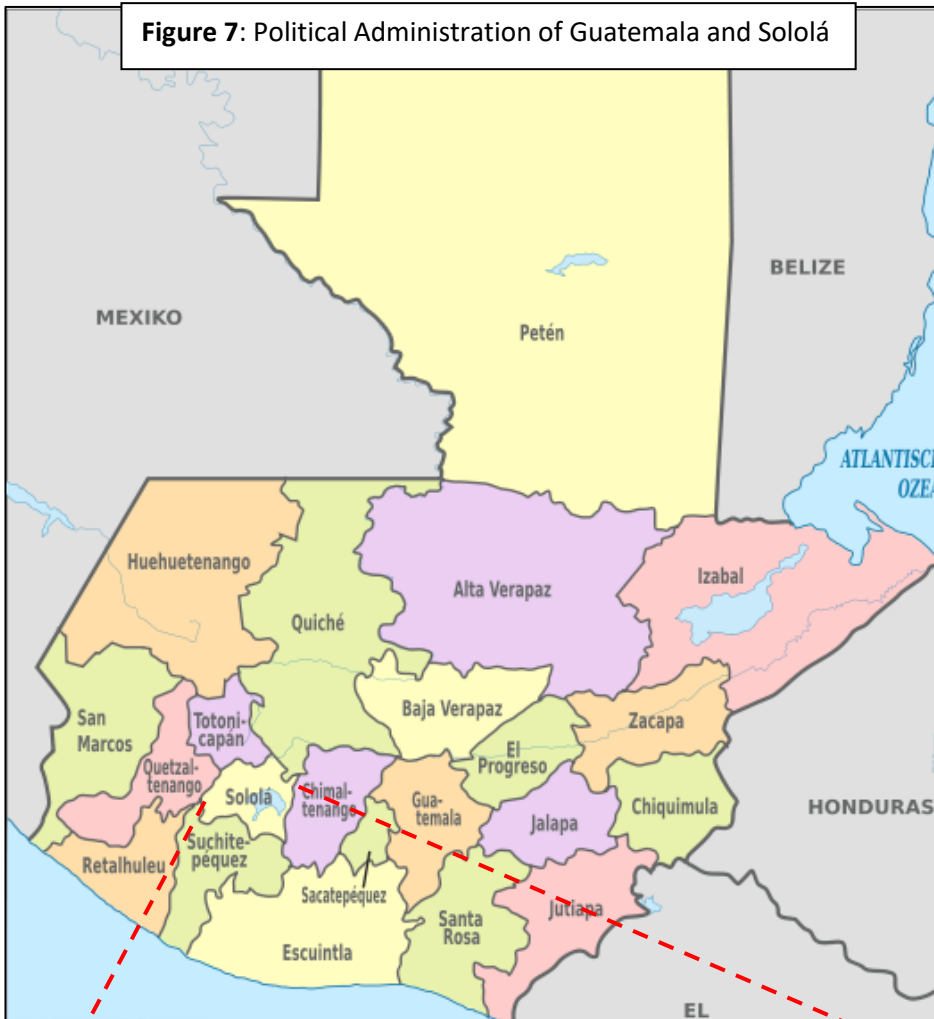 Figure 7: Political Administration of Guatemala and Sololá
BELIZE
MEXIKO
Petén
ATLANTISCH
OZEA
Huehuetenango
Izabal
Alta Verapaz
Quiché
Baja Verapaz
San
Marcos
Totoni-
capán
Zacapa
El
Progreso
Quetzal-
tenango
Sololá
Chimal-
tenango
Gua-
temala
Jalapa
Chiquimula
HONDURAS
Suchite-
péquez
Retalhuleu
Sacatepéquez
Jutiapa
Santa
Rosa
Escuintla
EL